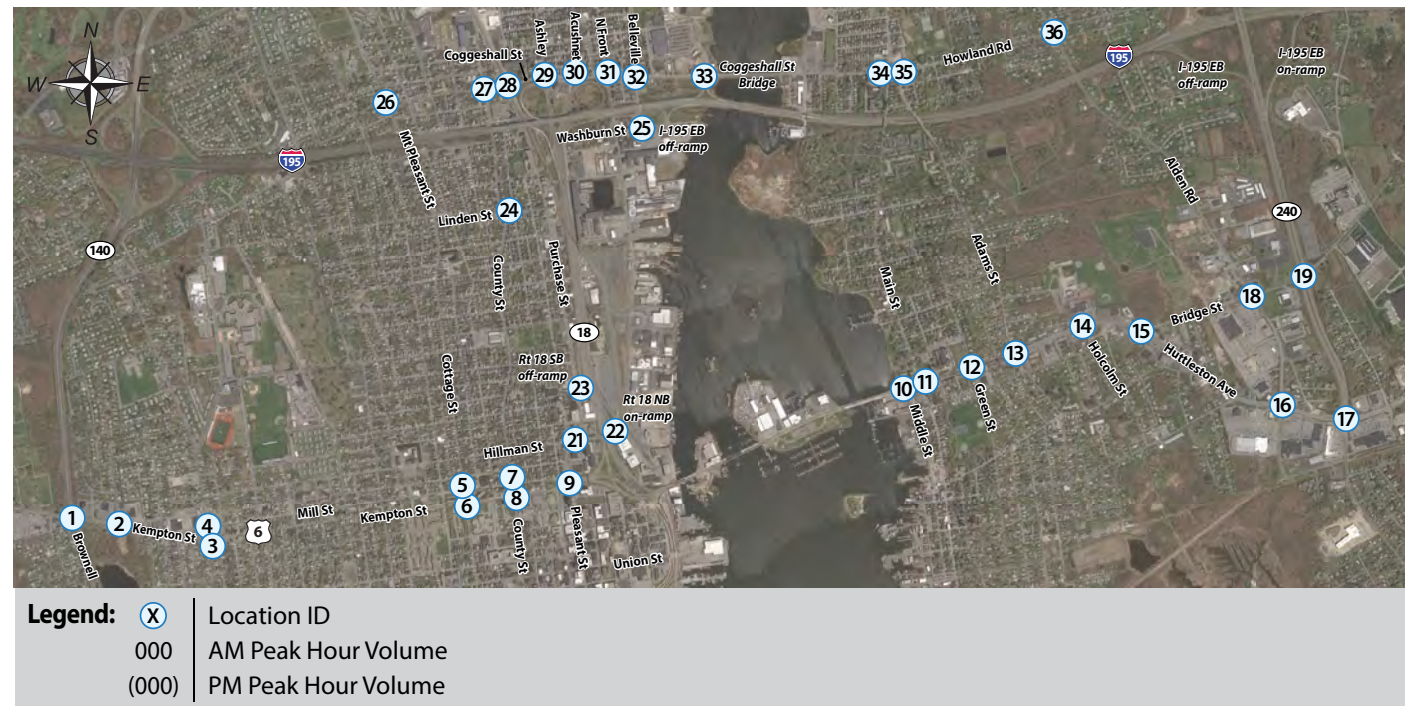 N
W E
S
Coggeshall St
Ashley
Acushnet
N Front
Belleville
36
Howland Rd
195
I-195 EB
off-ramp
I-195 EB
on-ramp
26
27
28
29
30
31
32
33
Coggeshall St
Bridge
34
35
Washburn St
25
I-195 EB
off-ramp
195
Mt Pleasant St
Linden St
24
Alden Rd
240
140
County St
Purchase St
Adams St
Main St
19
18
Bridge St
18
14
15
Holcolm St
Huttleston Ave
Rt 18 SB
off-ramp
Cottage St
23
Rt 18 NB
on-ramp
22
21
10
11
12
13
Green St
Middle St
16
17
Hillman St
5
6
7
8
9
1
2
Kempton St
4
3
6
Mill St
Kempton St
Brownell
County St
Pleasant St
Union St
Legend:
X Location ID
000 AM Peak Hour Volume
(000) PM Peak Hour Volume